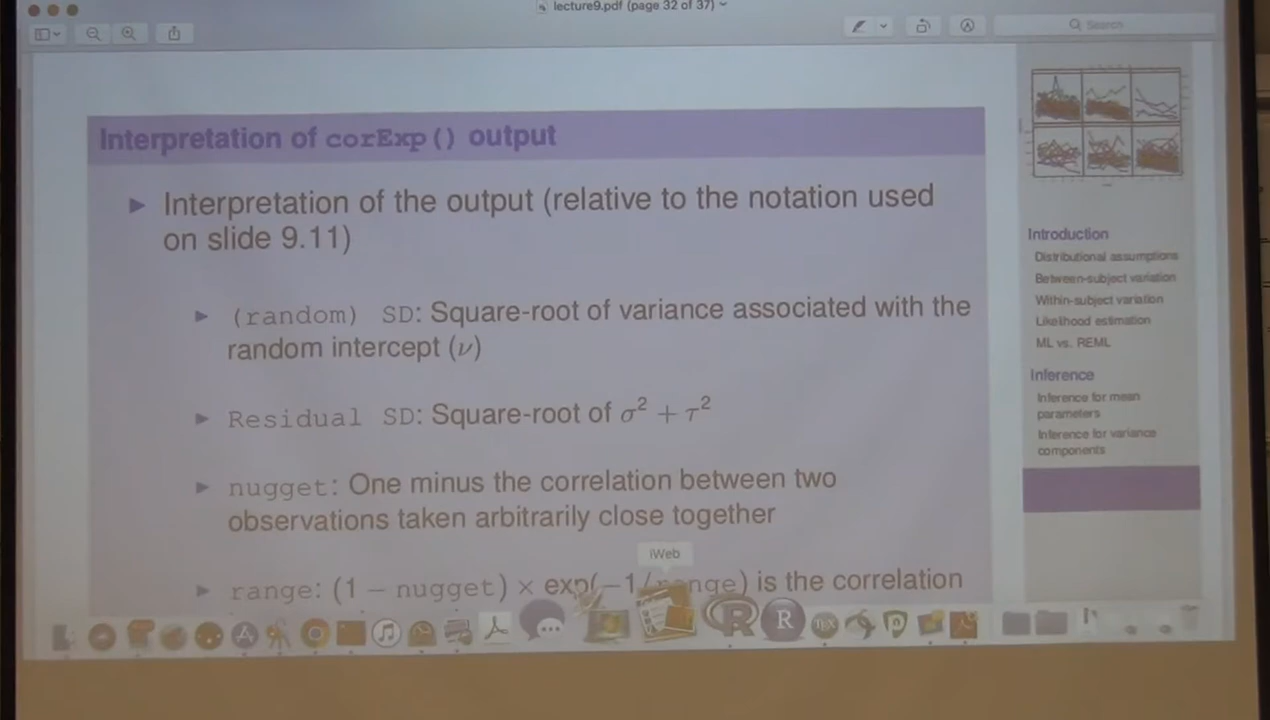 lecture9.pdf (page 32 of 37)
Search
Interpretation of corExp() output
Interpretation of the output (relative to the notation used
on slide 9.11)
(random) SD: Square-root of variance associated with the
random intercept (ν)
Residual SD: Square-root of σ² + τ²
nugget: One minus the correlation between two
observations taken arbitrarily close together
iWeb
range: (1 − nugget) × exp(−1/range) is the correlation
R
R
TEX
Introduction
Distributional assumptions
Between-subject variation
Within-subject variation
Likelihood estimation
ML vs. REML
Inference
Inference for mean
parameters
Inference for variance
components